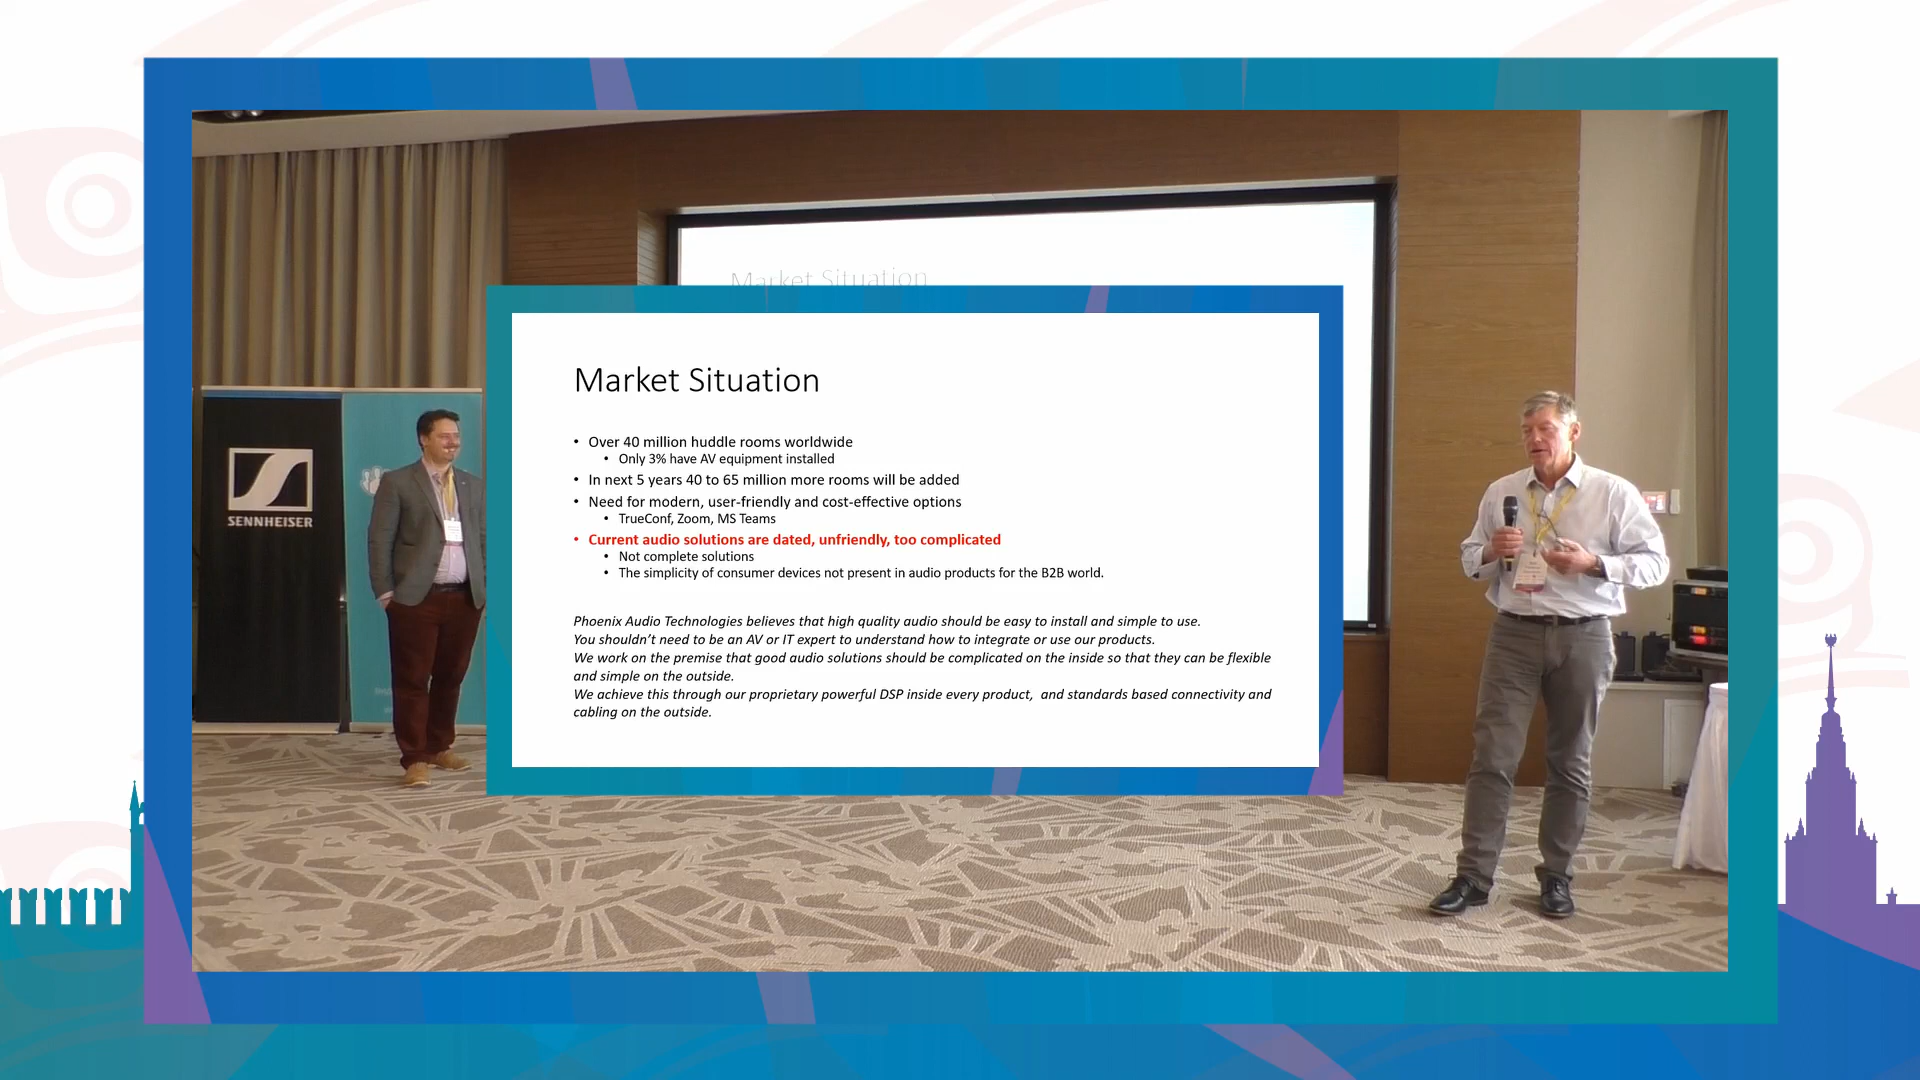 Market Situation
SENNHEISER
Market Situation
• Over 40 million huddle rooms worldwide
• Only 3% have AV equipment installed
• In next 5 years 40 to 65 million more rooms will be added
• Need for modern, user-friendly and cost-effective options
• TrueConf, Zoom, MS Teams
• Current audio solutions are dated, unfriendly, too complicated
• Not complete solutions
• The simplicity of consumer devices not present in audio products for the B2B world.
Phoenix Audio Technologies believes that high quality audio should be easy to install and simple to use.
You shouldn't need to be an AV or IT expert to understand how to integrate or use our products.
We work on the premise that good audio solutions should be complicated on the inside so that they can be flexible
and simple on the outside.
We achieve this through our proprietary powerful DSP inside every product,  and standards based connectivity and
cabling on the outside.